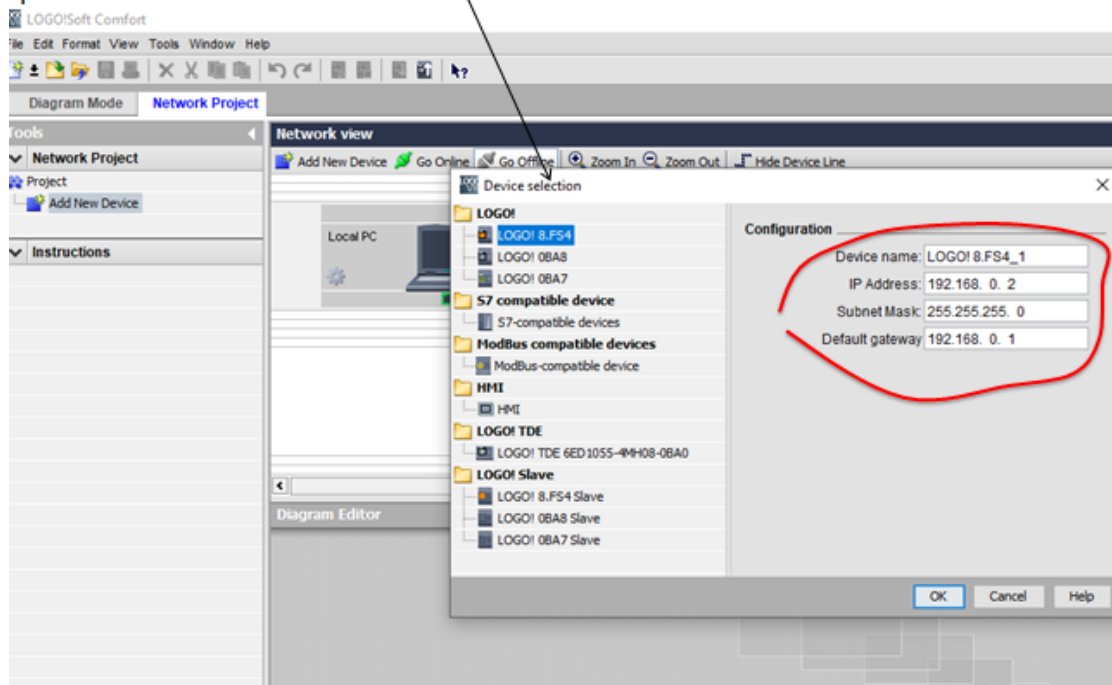 LOGO!Soft Comfort
File Edit Format View Tools Window Help
Diagram Mode Network Project
Tools
Network Project
Project
Add New Device
Instructions
Network view
Add New Device Go Online Go Offline Zoom In Zoom Out Hide Device Line
Local PC
Diagram Editor
Device selection
LOGO!
LOGO! 8.FS4
LOGO! 0BA8
LOGO! 0BA7
S7 compatible device
S7-compatible devices
ModBus compatible devices
ModBus-compatible device
HMI
HMI
LOGO! TDE
LOGO! TDE 6ED1055-4MH08-0BA0
LOGO! Slave
LOGO! 8.FS4 Slave
LOGO! 0BA8 Slave
LOGO! 0BA7 Slave
Configuration
Device name: LOGO! 8.FS4_1
IP Address: 192.168. 0. 2
Subnet Mask: 255.255.255. 0
Default gateway 192.168. 0. 1
OK Cancel Help